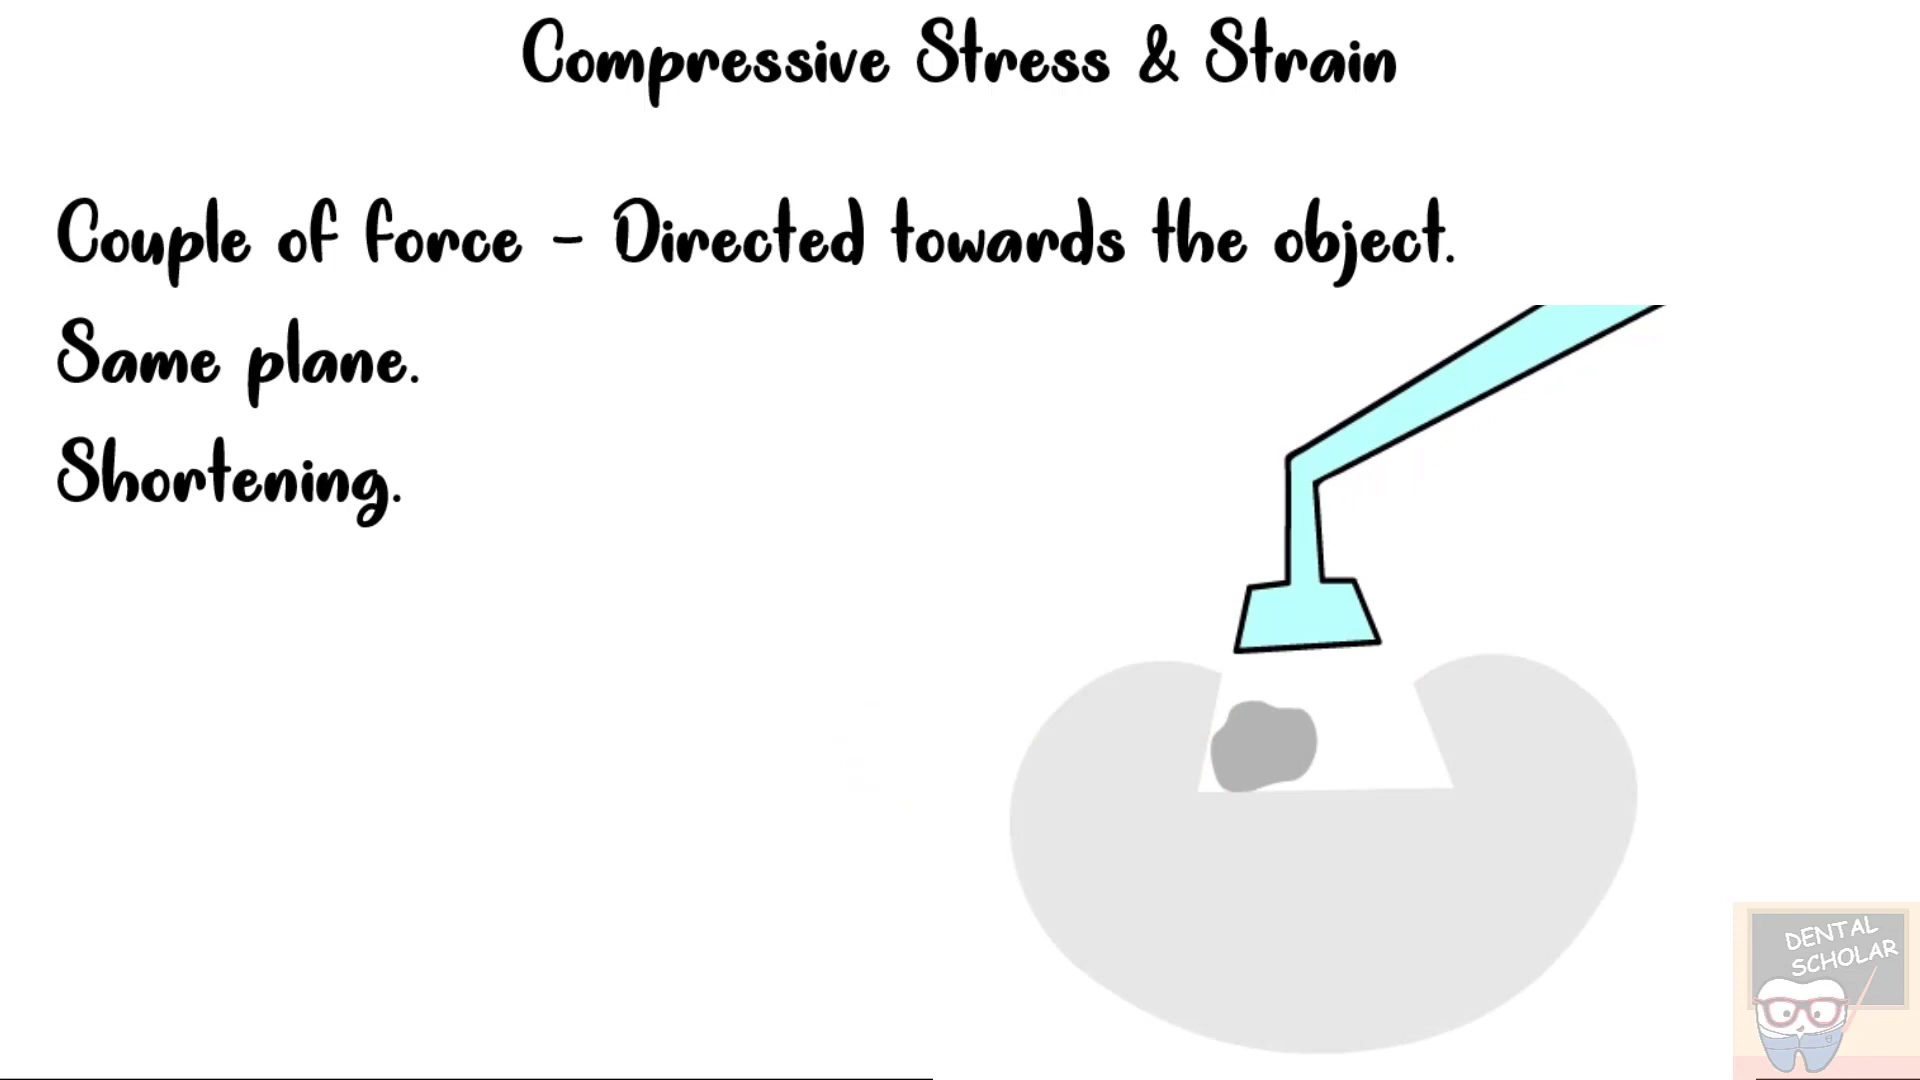 Compressive Stress & Strain
Couple of force - Directed towards the object.
Same plane.
Shortening.
DENTAL
SCHOLAR